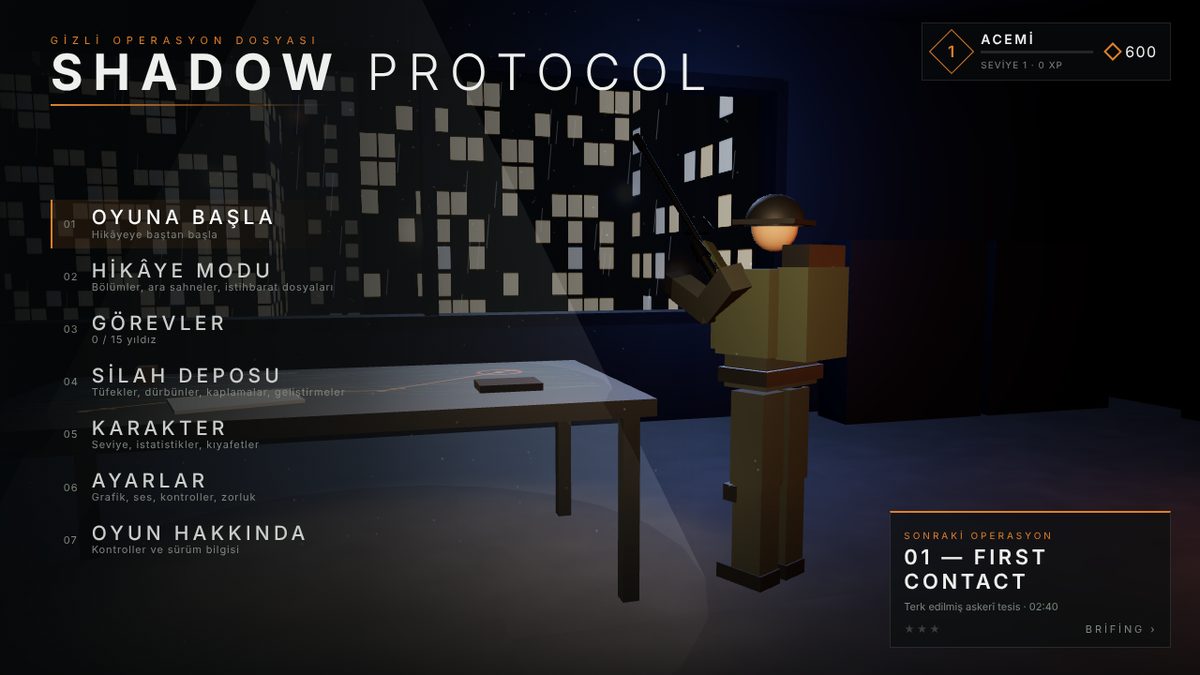 GİZLİ OPERASYON DOSYASI
SHADOW PROTOCOL
1
ACEMİ
SEVİYE 1 · 0 XP
600
01
OYUNA BAŞLA
Hikâyeye baştan başla
02
HİKÂYE MODU
Bölümler, ara sahneler, istihbarat dosyaları
03
GÖREVLER
0 / 15 yıldız
04
SİLAH DEPOSU
Tüfekler, dürbünler, kaplamalar, geliştirmeler
05
KARAKTER
Seviye, istatistikler, kıyafetler
06
AYARLAR
Grafik, ses, kontroller, zorluk
07
OYUN HAKKINDA
Kontroller ve sürüm bilgisi
SONRAKİ OPERASYON
01 — FIRST
CONTACT
Terk edilmiş askerî tesis · 02:40
★★★
BRİFİNG ›